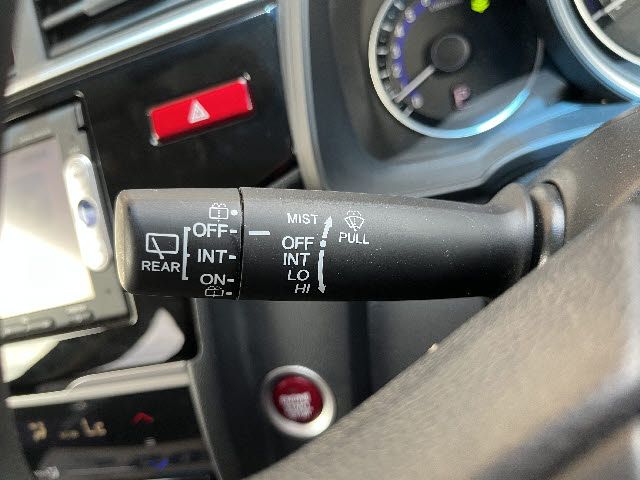 MIST
PULL
OFF
INT
LO
HI
OFF
INT
ON
REAR